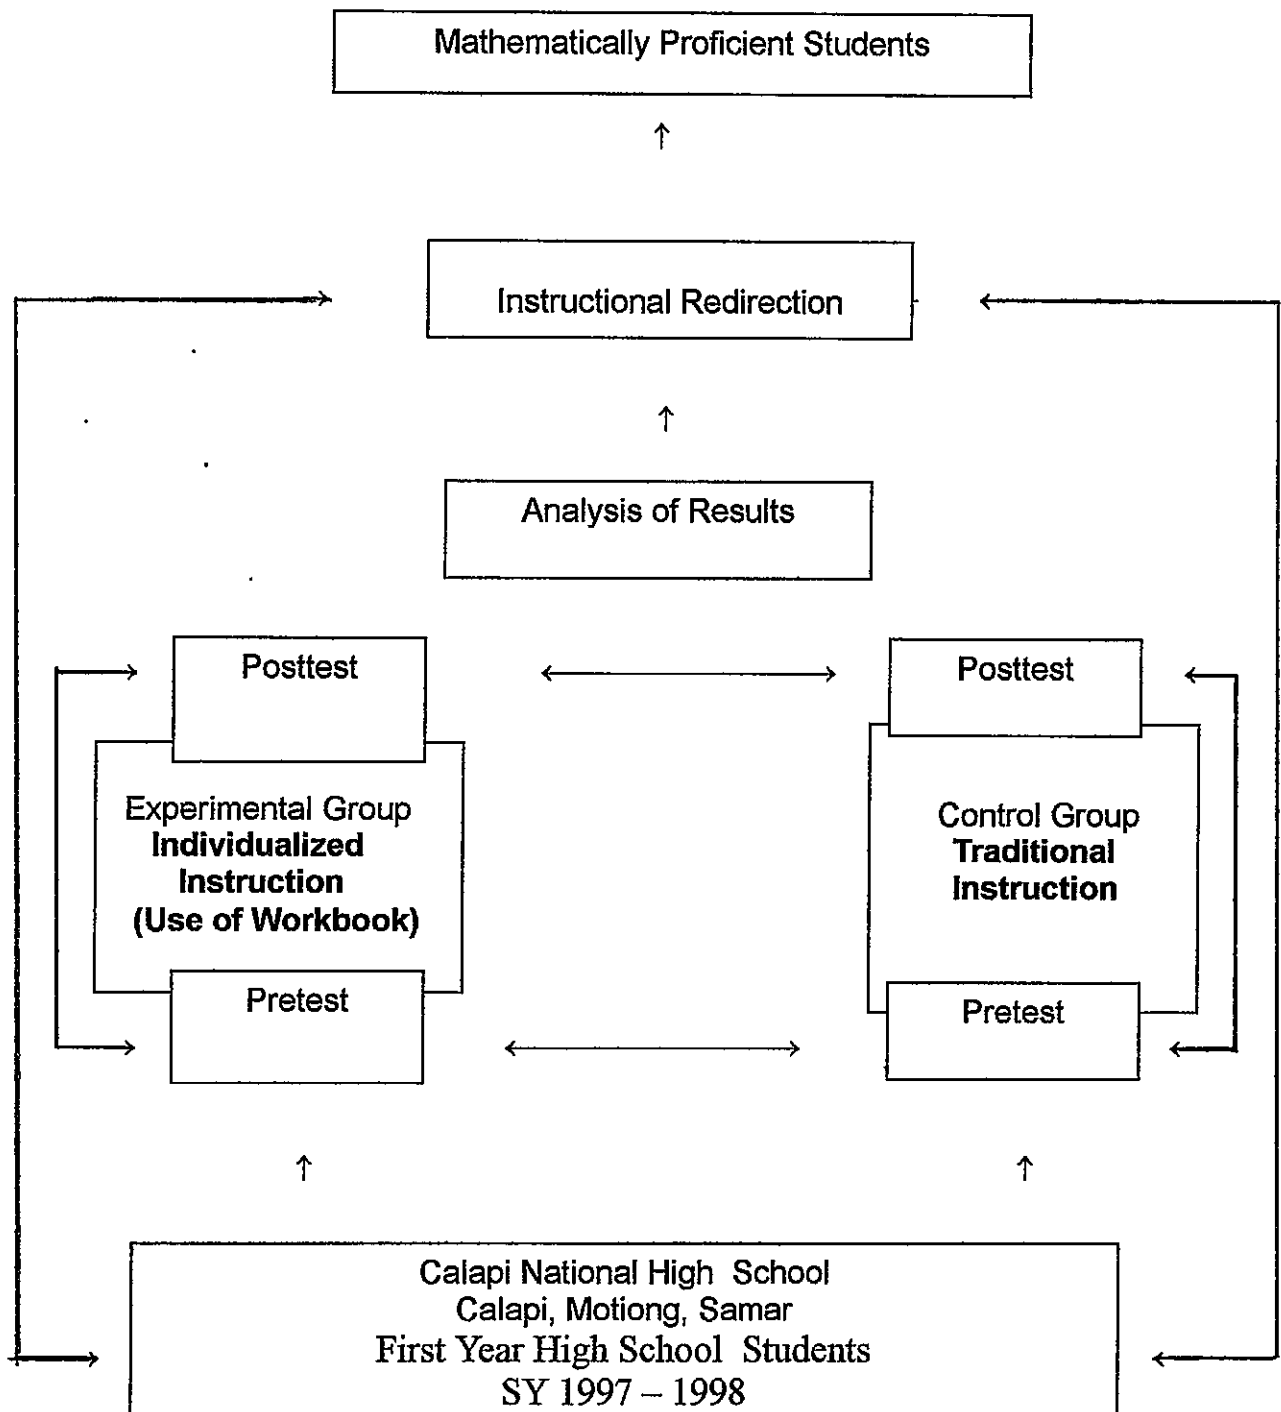 Mathematically Proficient Students
Instructional Redirection
Analysis of Results
Posttest
Posttest
Experimental Group
Individualized
Instruction
(Use of Workbook)
Control Group
Traditional
Instruction
Pretest
Pretest
Calapi National High School
Calapi, Motiong, Samar
First Year High School Students
SY 1997 – 1998